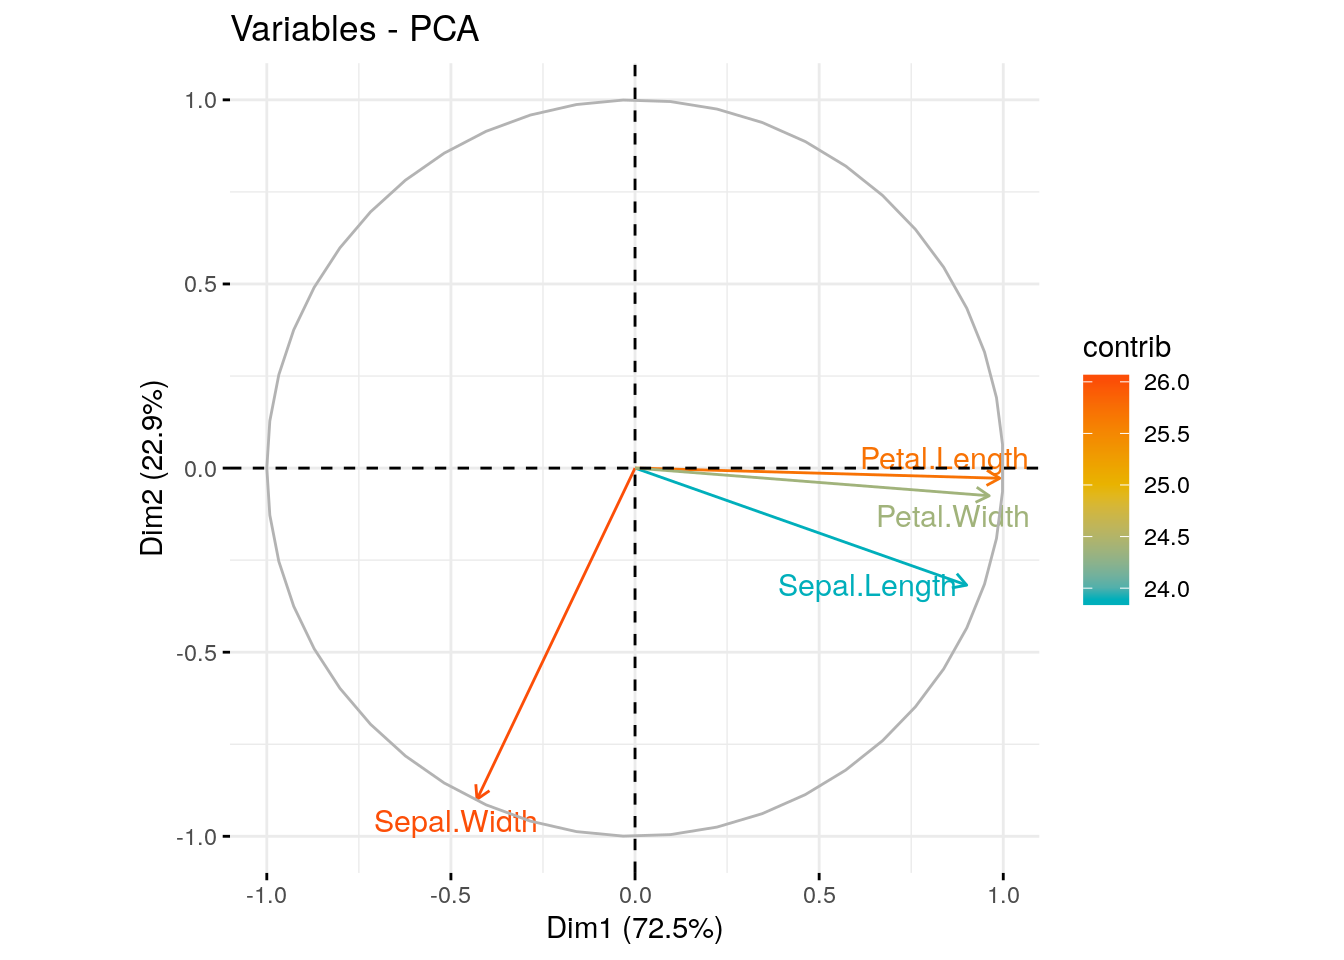 Variables - PCA
1.0
0.5
0.0
-0.5
-1.0
Dim2 (22.9%)
Petal.Length
Petal.Width
Sepal.Length
Sepal.Width
-1.0
-0.5
0.0
0.5
1.0
Dim1 (72.5%)
contrib
26.0
25.5
25.0
24.5
24.0